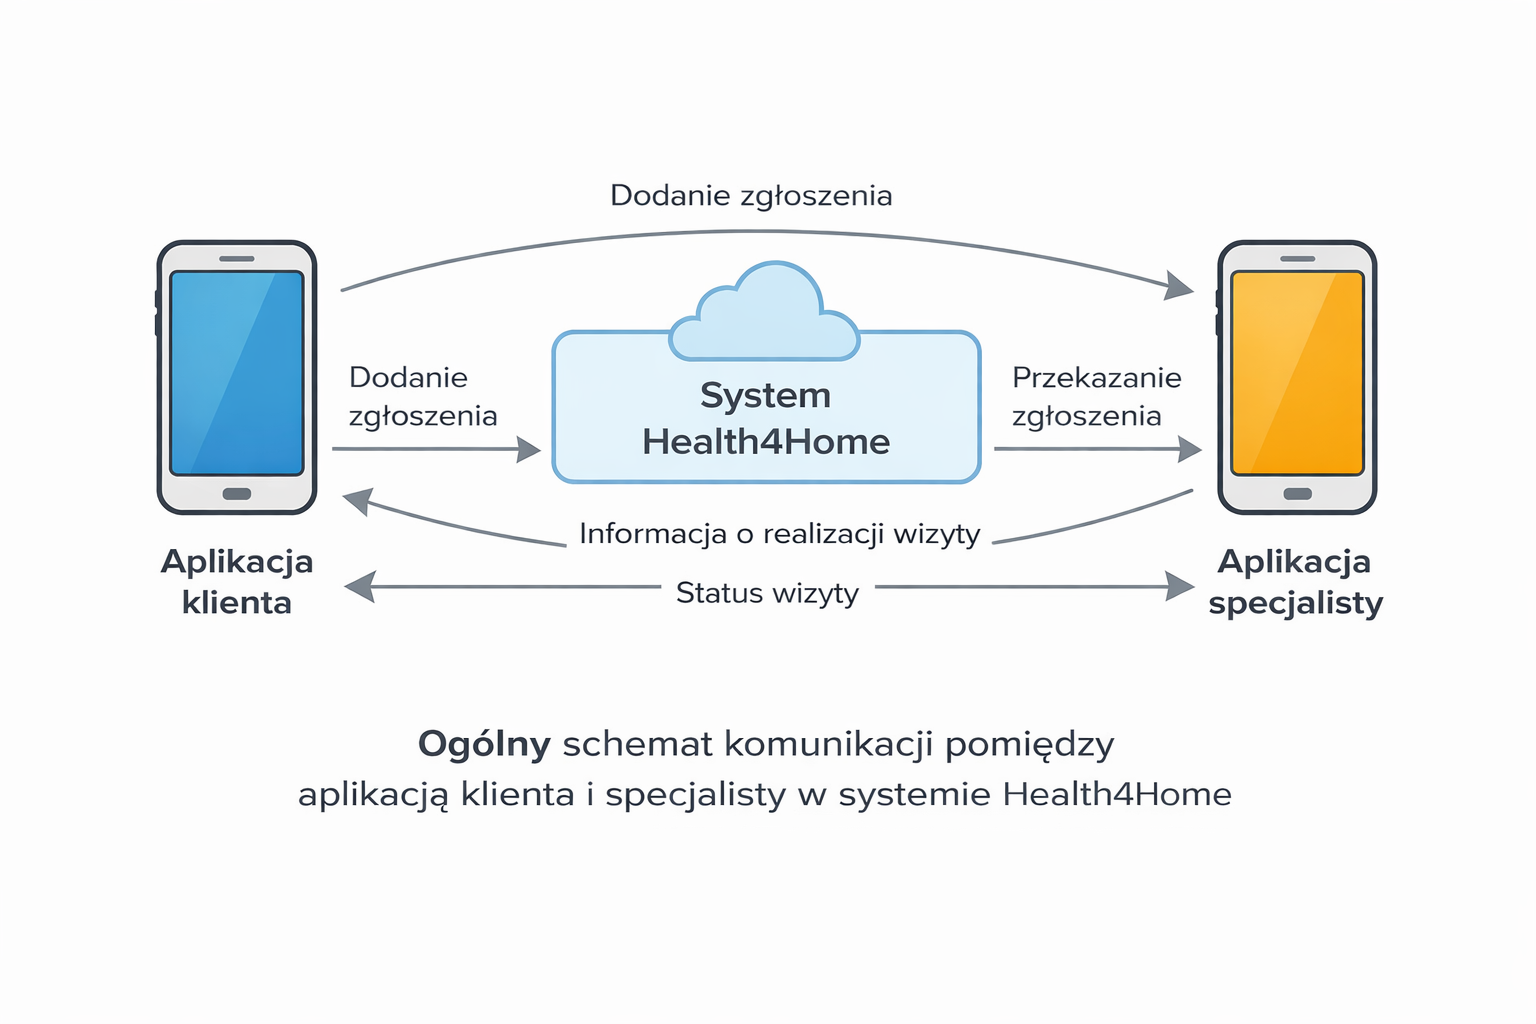 Dodanie zgłoszenia
Dodanie
zgłoszenia
System
Health4Home
Przekazanie
zgłoszenia
Informacja o realizacji wizyty
Status wizyty
Aplikacja
klienta
Aplikacja
specjalisty
Ogólny schemat komunikacji pomiędzy
aplikacją klienta i specjalisty w systemie Health4Home